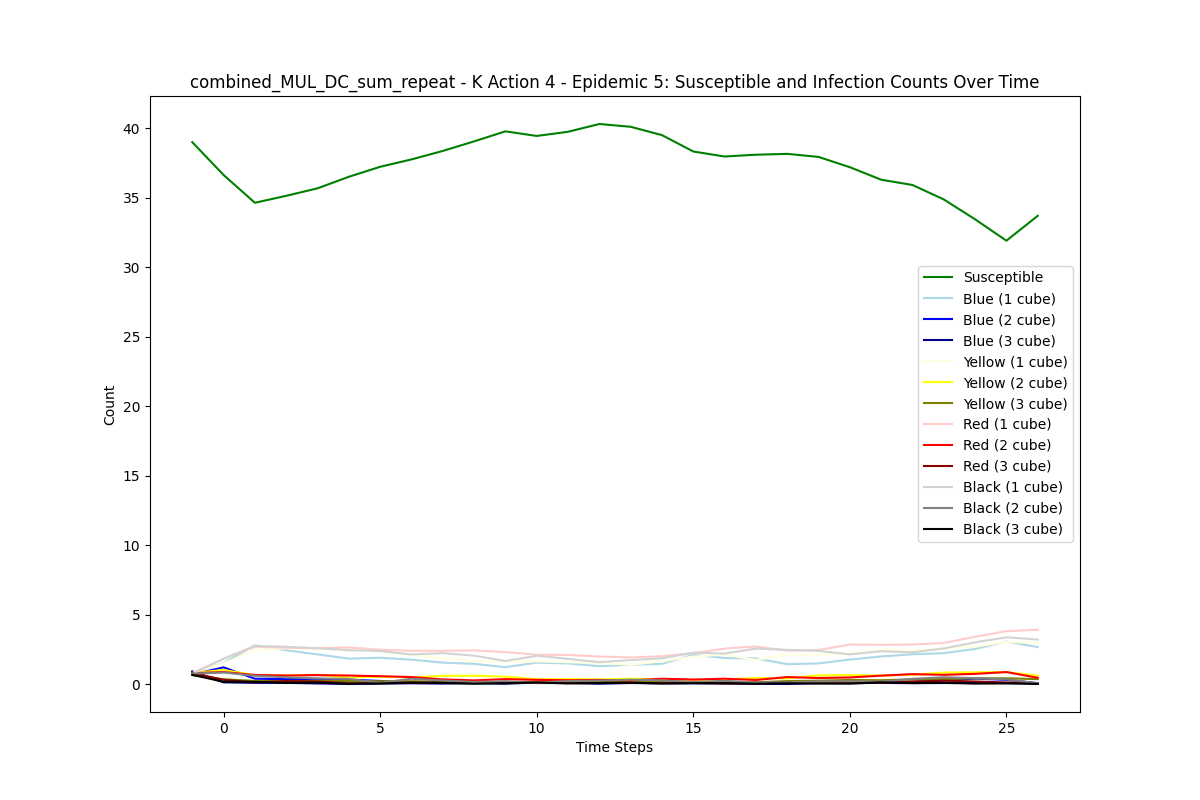 combined_MUL_DC_sum_repeat - K Action 4 - Epidemic 5: Susceptible and Infection Counts Over Time
40
35
30
25
20
15
10
5
0
Count
Susceptible
Blue (1 cube)
Blue (2 cube)
Blue (3 cube)
Yellow (1 cube)
Yellow (2 cube)
Yellow (3 cube)
Red (1 cube)
Red (2 cube)
Red (3 cube)
Black (1 cube)
Black (2 cube)
Black (3 cube)
0 5 10 15 20 25
Time Steps